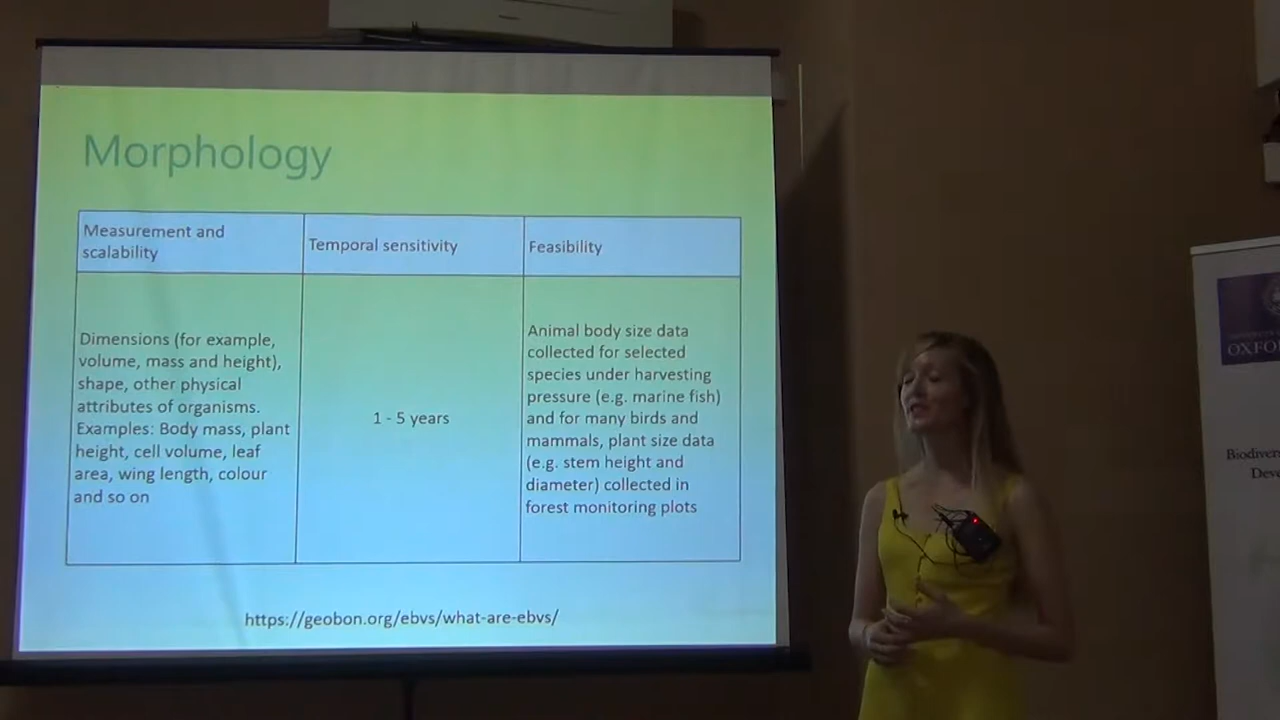 Morphology
Measurement and
scalability
Temporal sensitivity
Feasibility
Dimensions (for example,
volume, mass and height),
shape, other physical
attributes of organisms.
Examples: Body mass, plant
height, cell volume, leaf
area, wing length, colour
and so on
1 - 5 years
Animal body size data
collected for selected
species under harvesting
pressure (e.g. marine fish)
and for many birds and
mammals, plant size data
(e.g. stem height and
diameter) collected in
forest monitoring plots
https://geobon.org/ebvs/what-are-ebvs/